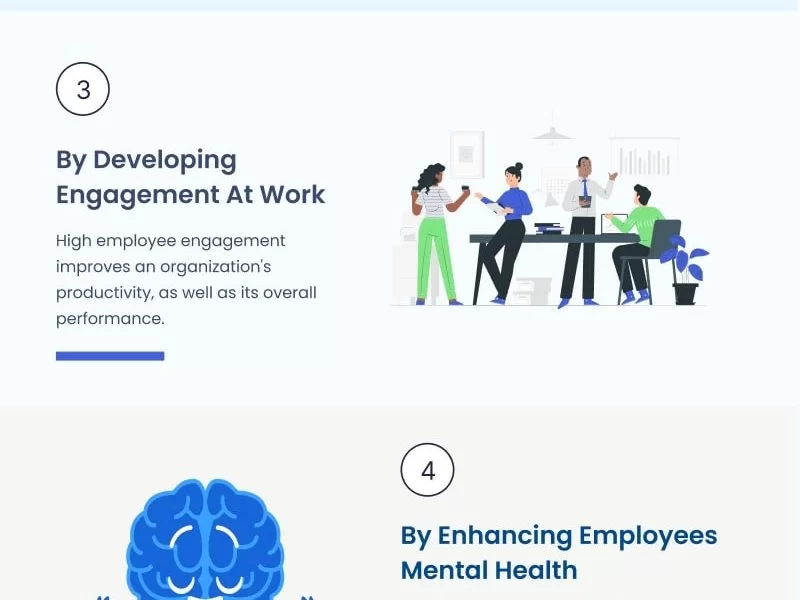 3
By Developing
Engagement At Work
High employee engagement
improves an organization's
productivity, as well as its overall
performance.
4
By Enhancing Employees
Mental Health